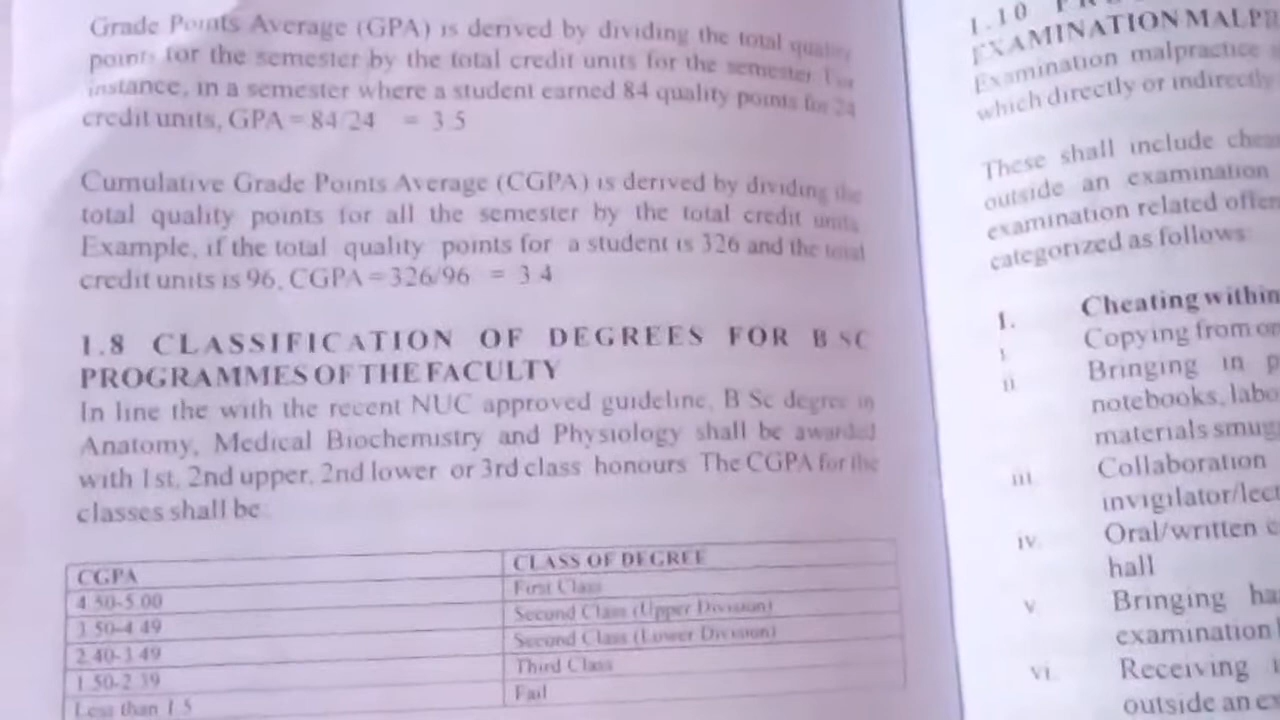 Grade Points Average (GPA) is derived by dividing the total quality
points for the semester by the total credit units for the semester. For
instance, in a semester where a student earned 84 quality points for 24
credit units, GPA = 84/24 = 3.5
Cumulative Grade Points Average (CGPA) is derived by dividing the
total quality points for all the semester by the total credit units.
Example, if the total quality points for a student is 326 and the total
credit units is 96, CGPA = 326/96 = 3.4
1.8 CLASSIFICATION OF DEGREES FOR B.SC
PROGRAMMES OF THE FACULTY
In line the with the recent NUC approved guideline, B.Sc degree in
Anatomy, Medical Biochemistry and Physiology shall be awarded
with 1st, 2nd upper, 2nd lower or 3rd class honours. The CGPA for the
classes shall be:
CGPA CLASS OF DEGREE
4.50-5.00 First Class
3.50-4.49 Second Class (Upper Division)
2.40-3.49 Second Class (Lower Division)
1.50-2.39 Third Class
Less than 1.5 Fail
1.10
EXAMINATION MALPR
Examination malpractice
which directly or indirectly
These shall include chea
outside an examination
examination related offen
categorized as follows:
1. Cheating within
i. Copying from or
ii. Bringing in p
notebooks, labo
materials smug
iii. Collaboration
invigilator/lect
iv. Oral/written c
hall
v. Bringing ha
examination
vi. Receiving
outside an ex